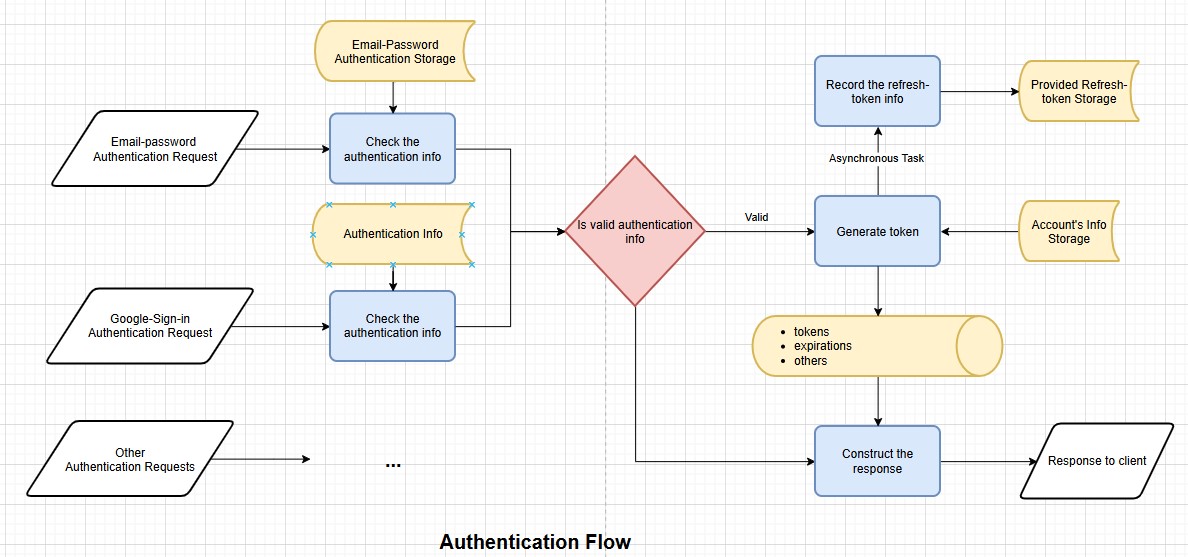 Email-Password
Authentication Storage
Email-password
Authentication Request
Check the
authentication info
Authentication Info
Google-Sign-in
Authentication Request
Check the
authentication info
Other
Authentication Requests
...
Is valid authentication
info
Valid
Record the refresh-
token info
Provided Refresh-
token Storage
Asynchronous Task
Generate token
Account's Info
Storage
• tokens
• expirations
• others
Construct the
response
Response to client
Authentication Flow